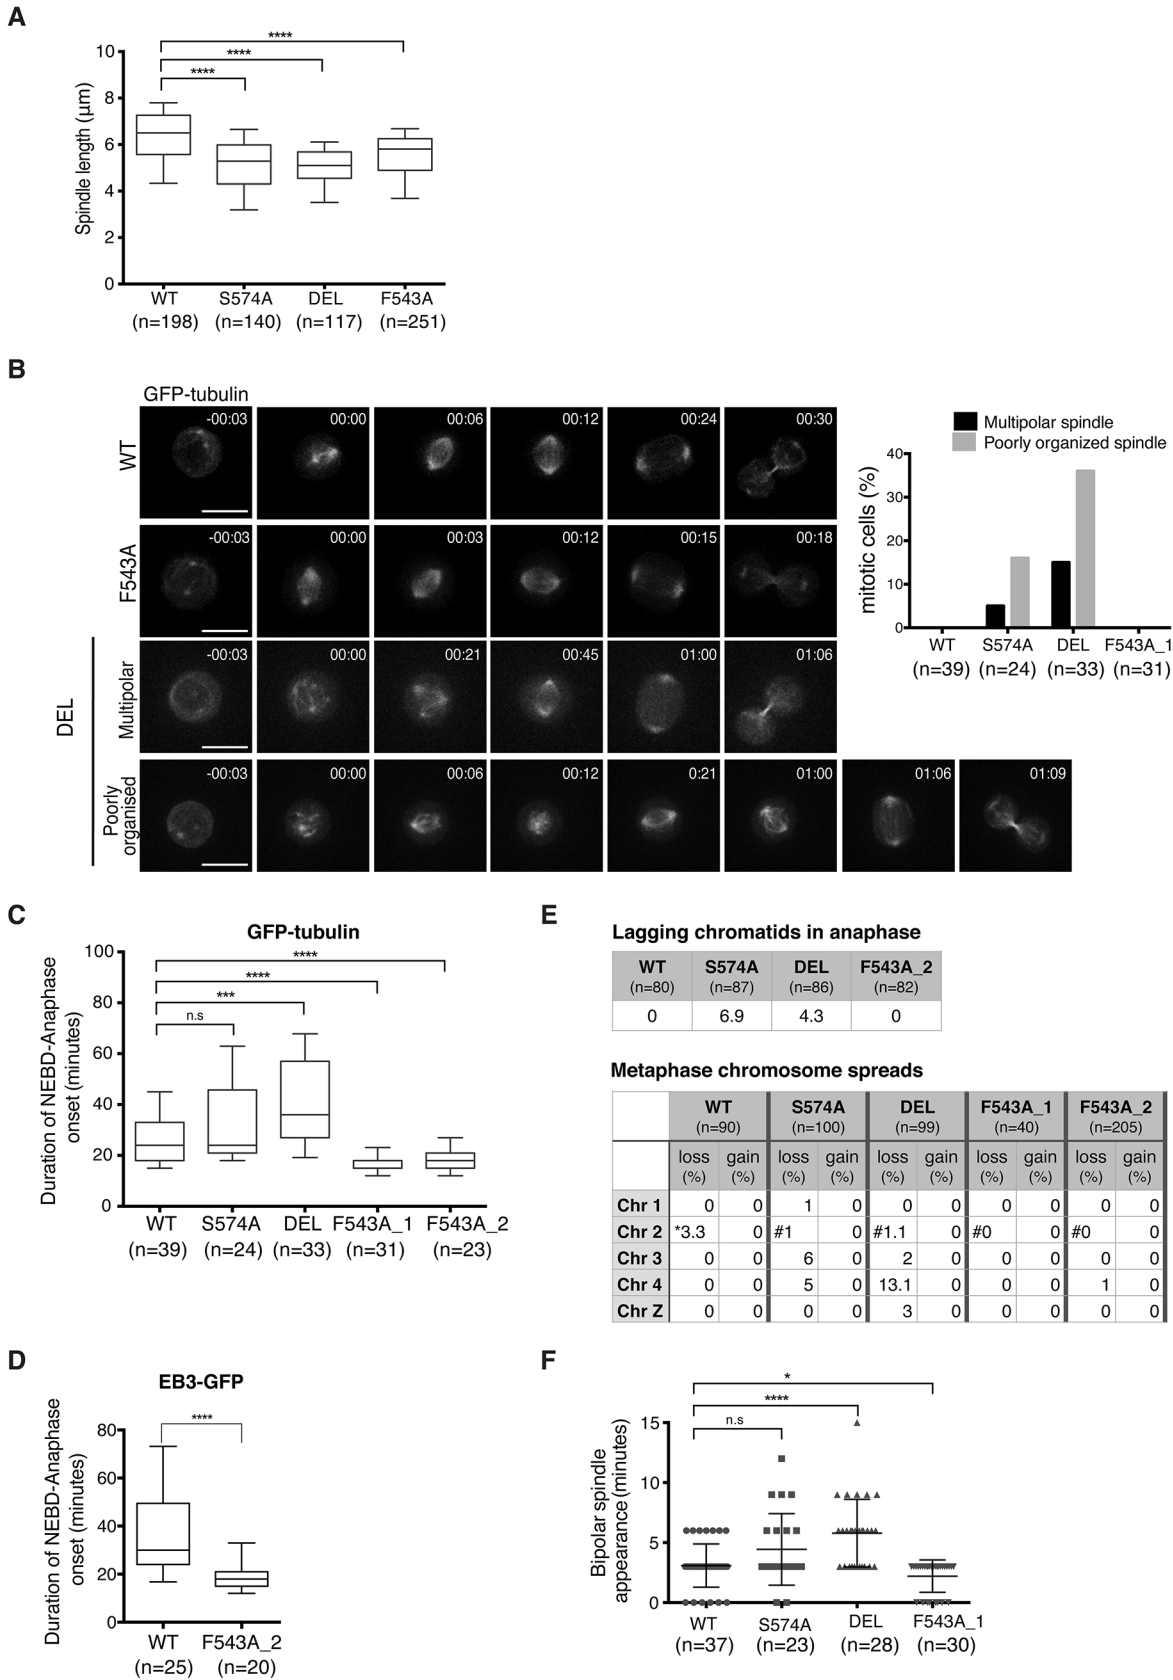 A
****
****
****
10
8
6
4
2
0
Spindle length (μm)
WT S574A DEL F543A
(n=198) (n=140) (n=117) (n=251)
B
GFP-tubulin
WT
-00:03 00:00 00:06 00:12 00:24 00:30
F543A
-00:03 00:00 00:03 00:12 00:15 00:18
DEL
Multipolar
-00:03 00:00 00:21 00:45 01:00 01:06
Poorly
organised
-00:03 00:00 00:06 00:12 0:21 01:00 01:06 01:09
Multipolar spindle
Poorly organized spindle
mitotic cells (%)
40
30
20
10
0
WT S574A DEL F543A_1
(n=39) (n=24) (n=33) (n=31)
C
GFP-tubulin
****
****
***
n.s
100
80
60
40
20
0
Duration of NEBD-Anaphase
onset (minutes)
WT S574A DEL F543A_1 F543A_2
(n=39) (n=24) (n=33) (n=31) (n=23)
E
Lagging chromatids in anaphase
WT S574A DEL F543A_2
(n=80) (n=87) (n=86) (n=82)
0 6.9 4.3 0
Metaphase chromosome spreads
WT S574A DEL F543A_1 F543A_2
(n=90) (n=100) (n=99) (n=40) (n=205)
loss gain loss gain loss gain loss gain loss gain
(%) (%) (%) (%) (%) (%) (%) (%) (%) (%)
Chr 1 0 0 1 0 0 0 0 0 0 0
Chr 2 *3.3 0 #1 0 #1.1 0 #0 0 #0 0
Chr 3 0 0 6 0 2 0 0 0 0 0
Chr 4 0 0 5 0 13.1 0 0 0 1 0
Chr Z 0 0 0 0 3 0 0 0 0 0
D
EB3-GFP
****
80
60
40
20
0
Duration of NEBD-Anaphase
onset (minutes)
WT F543A_2
(n=25) (n=20)
F
*
****
n.s
15
10
5
0
Bipolar spindle
appearance (minutes)
WT S574A DEL F543A_1
(n=37) (n=23) (n=28) (n=30)